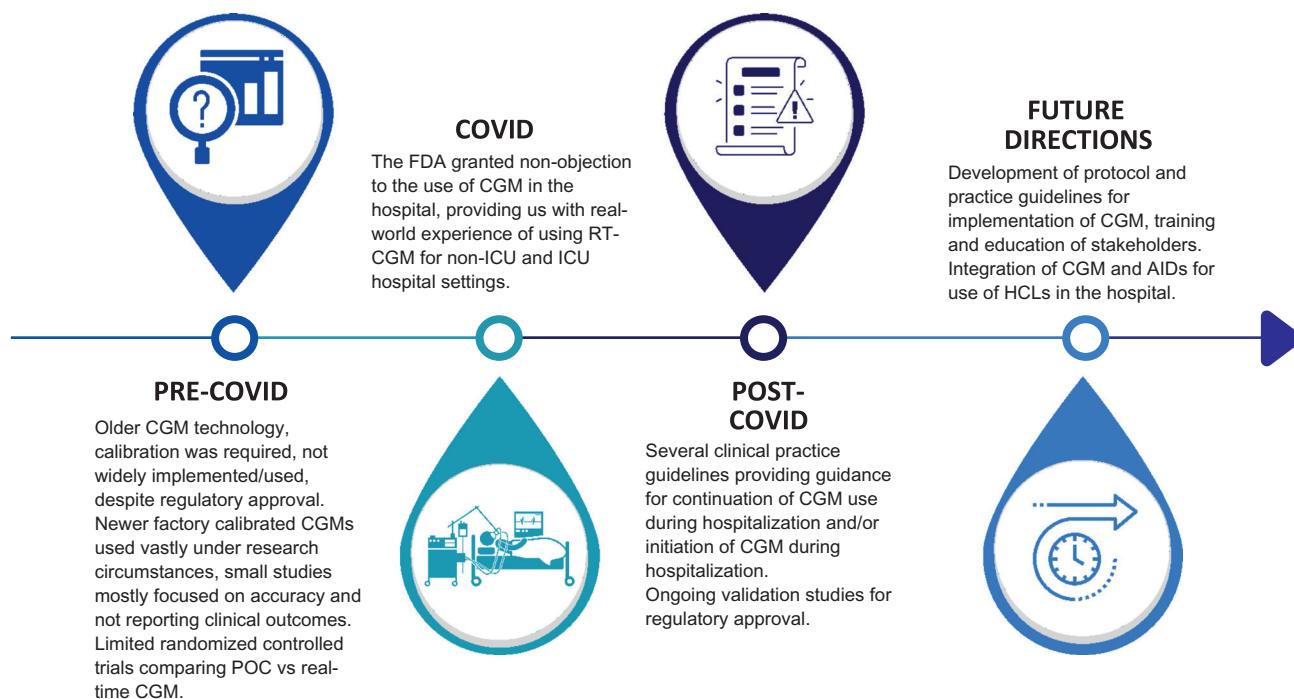 PRE-COVID
Older CGM technology,
calibration was required, not
widely implemented/used,
despite regulatory approval.
Newer factory calibrated CGMs
used vastly under research
circumstances, small studies
mostly focused on accuracy and
not reporting clinical outcomes.
Limited randomized controlled
trials comparing POC vs real-
time CGM.
COVID
The FDA granted non-objection
to the use of CGM in the
hospital, providing us with real-
world experience of using RT-
CGM for non-ICU and ICU
hospital settings.
POST-
COVID
Several clinical practice
guidelines providing guidance
for continuation of CGM use
during hospitalization and/or
initiation of CGM during
hospitalization.
Ongoing validation studies for
regulatory approval.
FUTURE
DIRECTIONS
Development of protocol and
practice guidelines for
implementation of CGM, training
and education of stakeholders.
Integration of CGM and AIDs for
use of HCLs in the hospital.